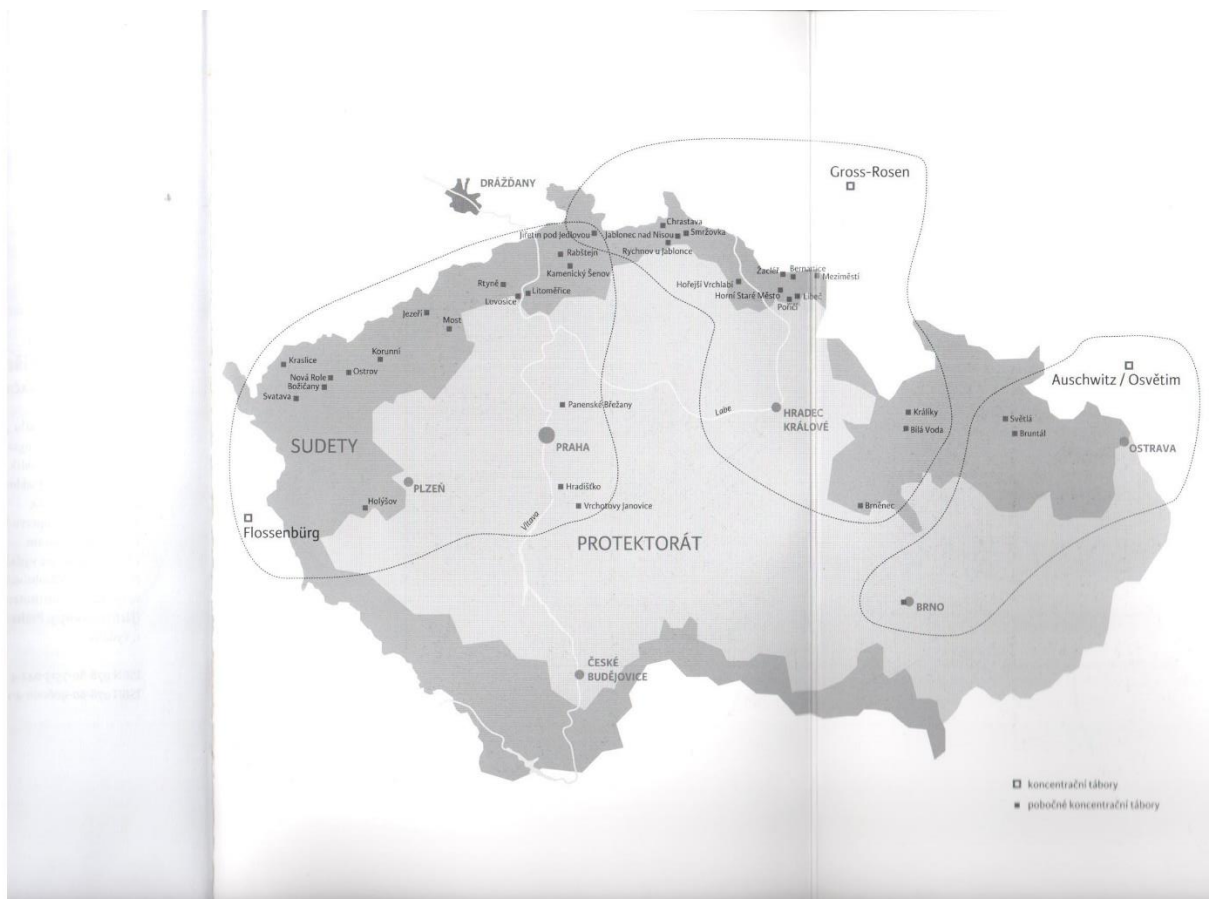 DRÁŽĎANY
Gross-Rosen
Chrastava
Jiřetín pod Jedlovou
Jablonec nad Nisou
Smržovka
Rychnov u Jablonce
Rabštejn
Kamenický Šenov
Žacléř
Bernartice
Meziměstí
Hořejší Vrchlabí
Horní Staré Město
Libeč
Poříčí
Rtyně
Litoměřice
Lovosice
Jezeří
Most
Korunní
Kraslice
Ostrov
Nová Role
Božičany
Svatava
Auschwitz / Osvětim
Panenské Břežany
Labe
HRADEC
KRÁLOVÉ
Králíky
Bílá Voda
Světlá
Bruntál
OSTRAVA
SUDETY
PRAHA
PLZEŇ
Hradišťko
Holýšov
Vrchotovy Janovice
Brněnec
Flossenbürg
Vltava
PROTEKTORÁT
BRNO
ČESKÉ
BUDĚJOVICE
koncentrační tábory
pobočné koncentrační tábory